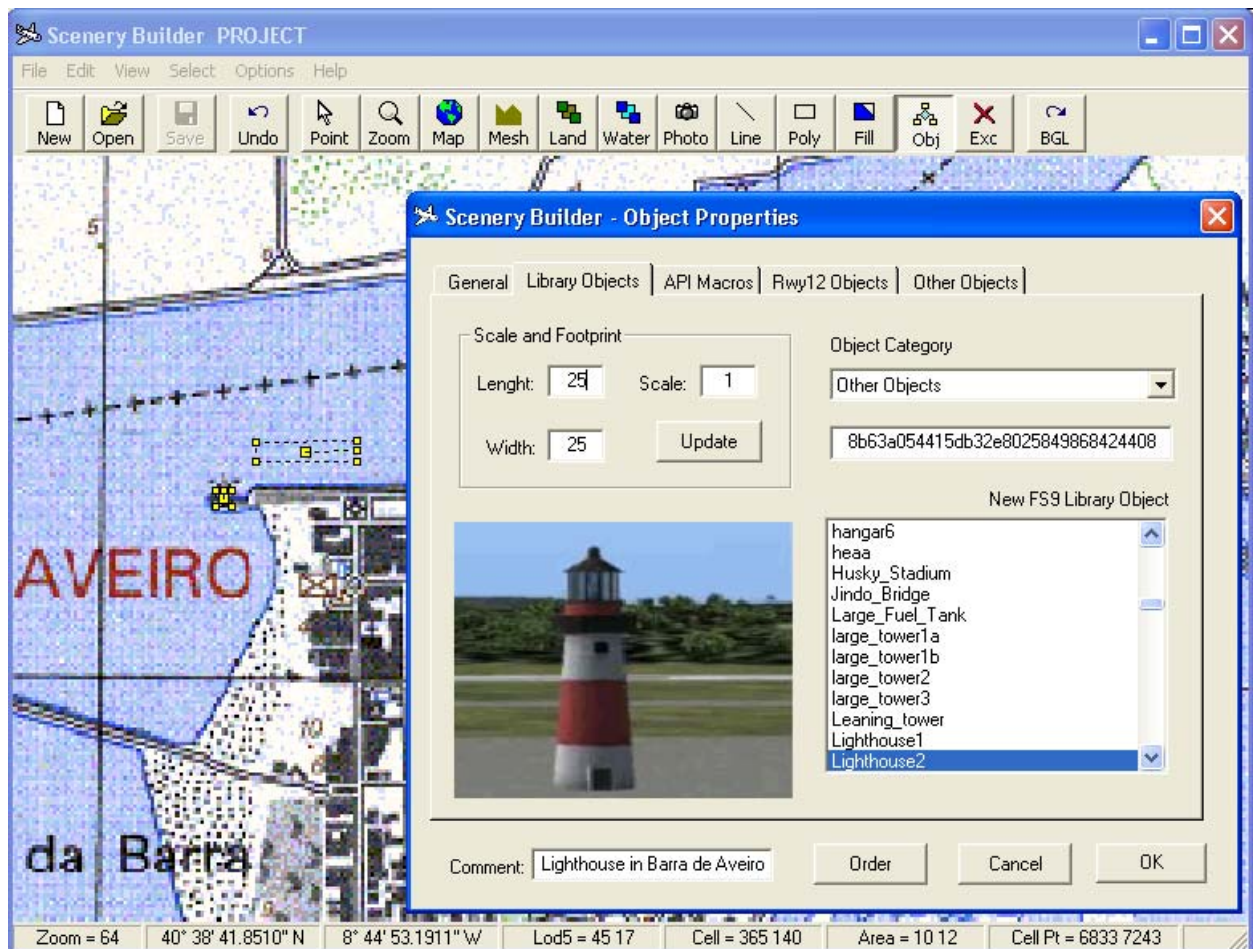 Scenery Builder PROJECT
File Edit View Select Options Help
New Open Save Undo Point Zoom Map Mesh Land Water Photo Line Poly Fill Obj Exc BGL
5
Scenery Builder - Object Properties
General Library Objects API Macros Rwy12 Objects Other Objects
Scale and Footprint
Lenght: 25 Scale: 1
Width: 25 Update
Object Category
Other Objects
8b63a054415db32e8025849868424408
New FS9 Library Object
hangar6
heaa
Husky_Stadium
Jindo_Bridge
Large_Fuel_Tank
large_tower1a
large_tower1b
large_tower2
large_tower3
Leaning_tower
Lighthouse1
Lighthouse2
AVEIRO
10
da Barra
Comment: Lighthouse in Barra de Aveiro Order Cancel OK
Zoom = 64 40° 38' 41.8510" N 8° 44' 53.1911" W Lod5 = 45 17 Cell = 365 140 Area = 10 12 Cell Pt = 6833 7243